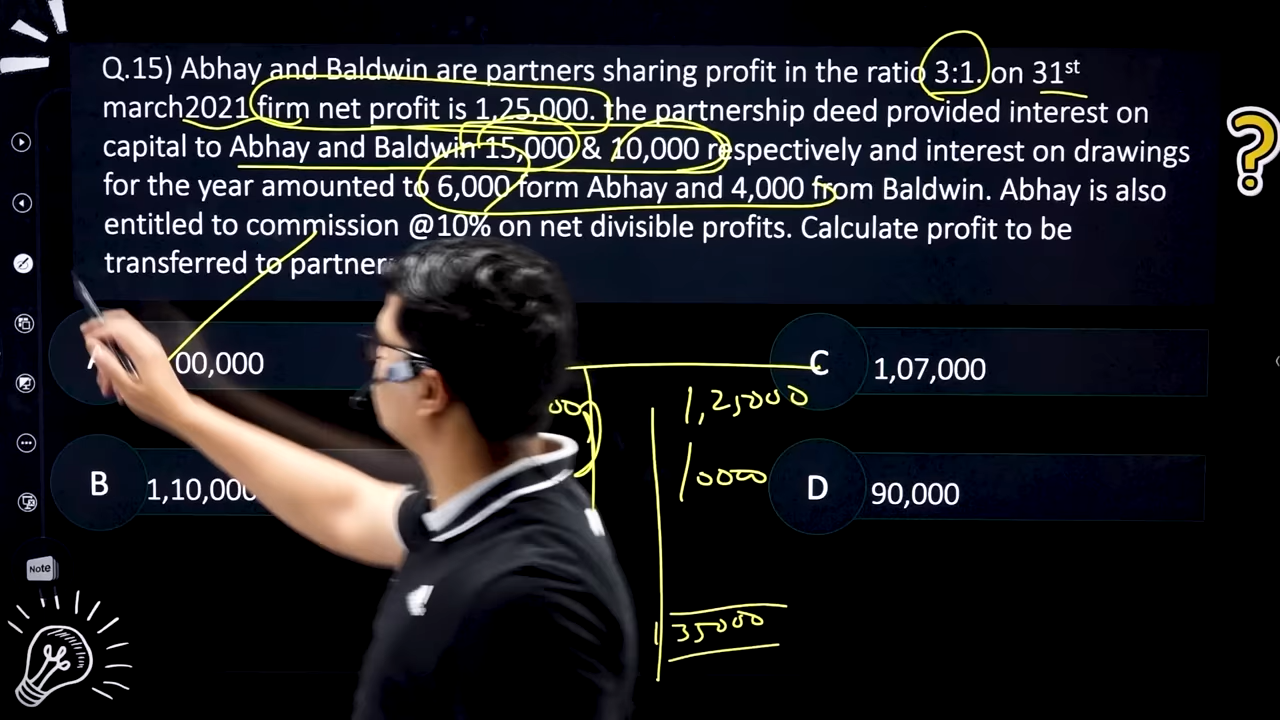 Q.15) Abhay and Baldwin are partners sharing profit in the ratio 3:1. on 31st
march2021 firm net profit is 1,25,000. the partnership deed provided interest on
capital to Abhay and Baldwin 15,000 & 10,000 respectively and interest on drawings
for the year amounted to 6,000 form Abhay and 4,000 from Baldwin. Abhay is also
entitled to commission @10% on net divisible profits. Calculate profit to be
transferred to partner
00,000
C 1,07,000
1,25000
10000
B 1,10,000
D 90,000
135000
Note